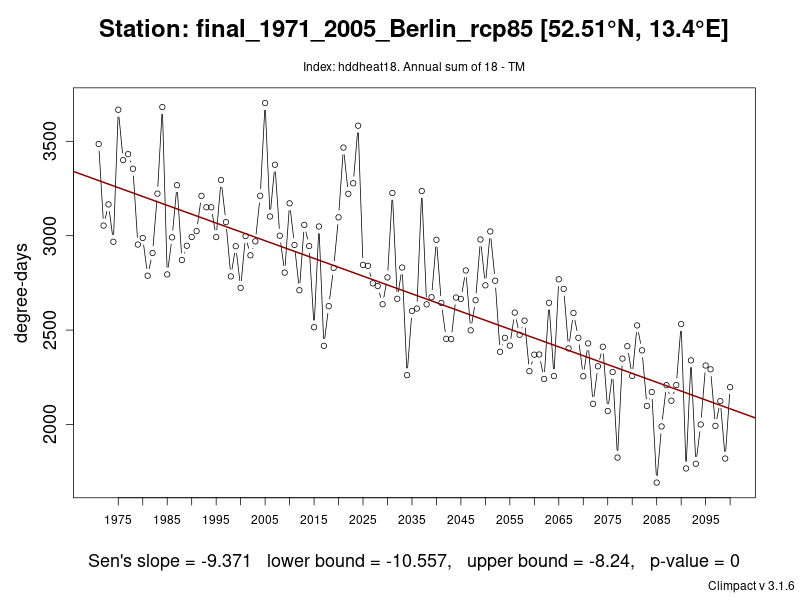 Station: final_1971_2005_Berlin_rcp85 [52.51°N, 13.4°E]
Index: hddheat18. Annual sum of 18 - TM
degree-days
3500
3000
2500
2000
1975 1985 1995 2005 2015 2025 2035 2045 2055 2065 2075 2085 2095
Sen's slope = -9.371 lower bound = -10.557, upper bound = -8.24, p-value = 0
Climpact v 3.1.6